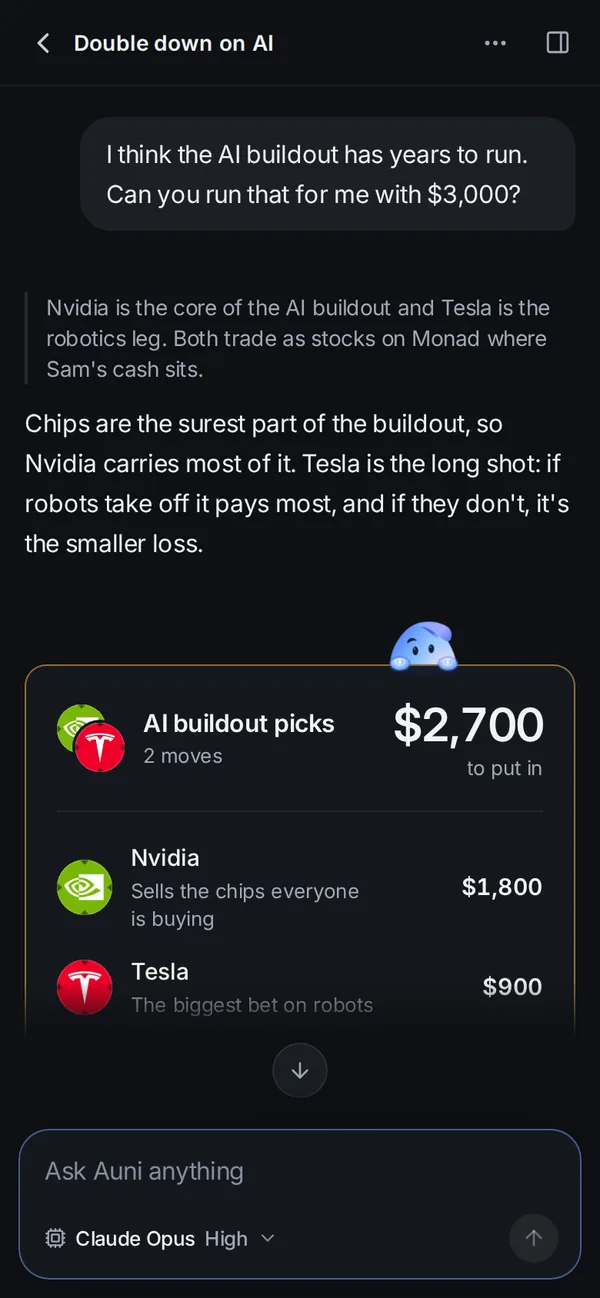 Double down on AI
I think the AI buildout has years to run.
Can you run that for me with $3,000?
Nvidia is the core of the AI buildout and Tesla is the
robotics leg. Both trade as stocks on Monad where
Sam's cash sits.
Chips are the surest part of the buildout, so
Nvidia carries most of it. Tesla is the long shot: if
robots take off it pays most, and if they don't, it's
the smaller loss.
AI buildout picks
2 moves
$2,700
to put in
Nvidia
Sells the chips everyone
is buying
$1,800
Tesla
The biggest bet on robots
$900
Ask Auni anything
Claude Opus High